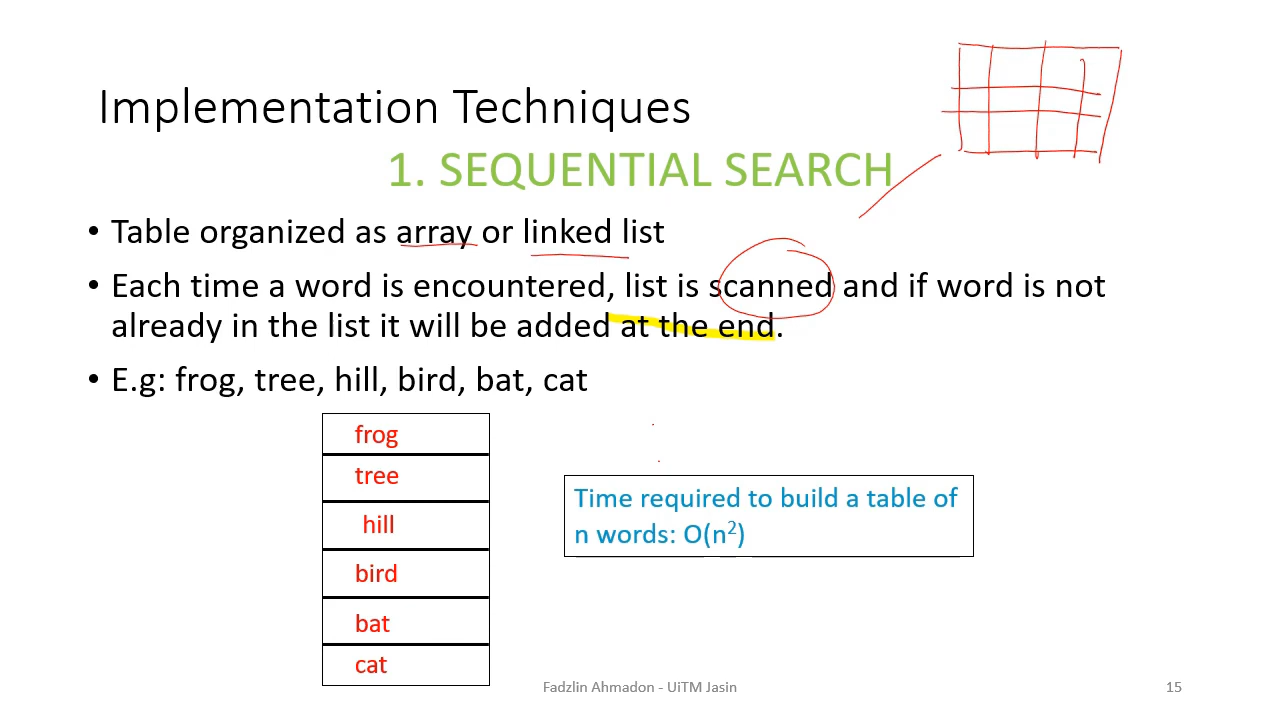 Implementation Techniques
1. SEQUENTIAL SEARCH
• Table organized as array or linked list
• Each time a word is encountered, list is scanned and if word is not
already in the list it will be added at the end.
• E.g: frog, tree, hill, bird, bat, cat
frog
tree
hill
bird
bat
cat
Time required to build a table of
n words: O(n²)
Fadzlin Ahmadon - UiTM Jasin
15